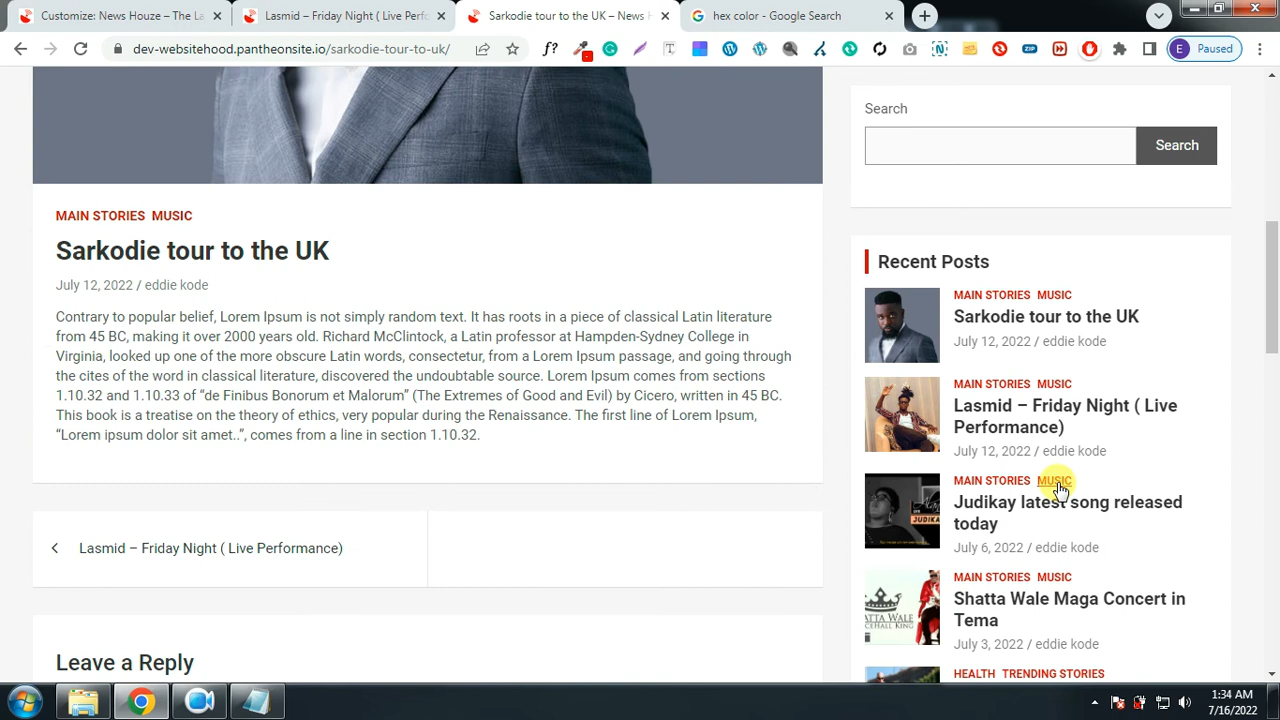 Customize: News Houze – The La
Lasmid – Friday Night ( Live Perfo
Sarkodie tour to the UK – News H
hex color - Google Search
dev-websitehood.pantheonsite.io/sarkodie-tour-to-uk/
f?
T
ZIP
E Paused
Search
Search
MAIN STORIES MUSIC
Sarkodie tour to the UK
July 12, 2022 / eddie kode
Contrary to popular belief, Lorem Ipsum is not simply random text. It has roots in a piece of classical Latin literature
from 45 BC, making it over 2000 years old. Richard McClintock, a Latin professor at Hampden-Sydney College in
Virginia, looked up one of the more obscure Latin words, consectetur, from a Lorem Ipsum passage, and going through
the cites of the word in classical literature, discovered the undoubtable source. Lorem Ipsum comes from sections
1.10.32 and 1.10.33 of “de Finibus Bonorum et Malorum” (The Extremes of Good and Evil) by Cicero, written in 45 BC.
This book is a treatise on the theory of ethics, very popular during the Renaissance. The first line of Lorem Ipsum,
“Lorem ipsum dolor sit amet..”, comes from a line in section 1.10.32.
Lasmid – Friday Night ( Live Performance)
Leave a Reply
Recent Posts
MAIN STORIES MUSIC
Sarkodie tour to the UK
July 12, 2022 / eddie kode
MAIN STORIES MUSIC
Lasmid – Friday Night ( Live
Performance)
July 12, 2022 / eddie kode
MAIN STORIES MUSIC
Judikay latest song released
today
July 6, 2022 / eddie kode
JUDIKA
MAIN STORIES MUSIC
Shatta Wale Maga Concert in
Tema
July 3, 2022 / eddie kode
SHATTA WALE
HEALTH TRENDING STORIES
1:34 AM
7/16/2022